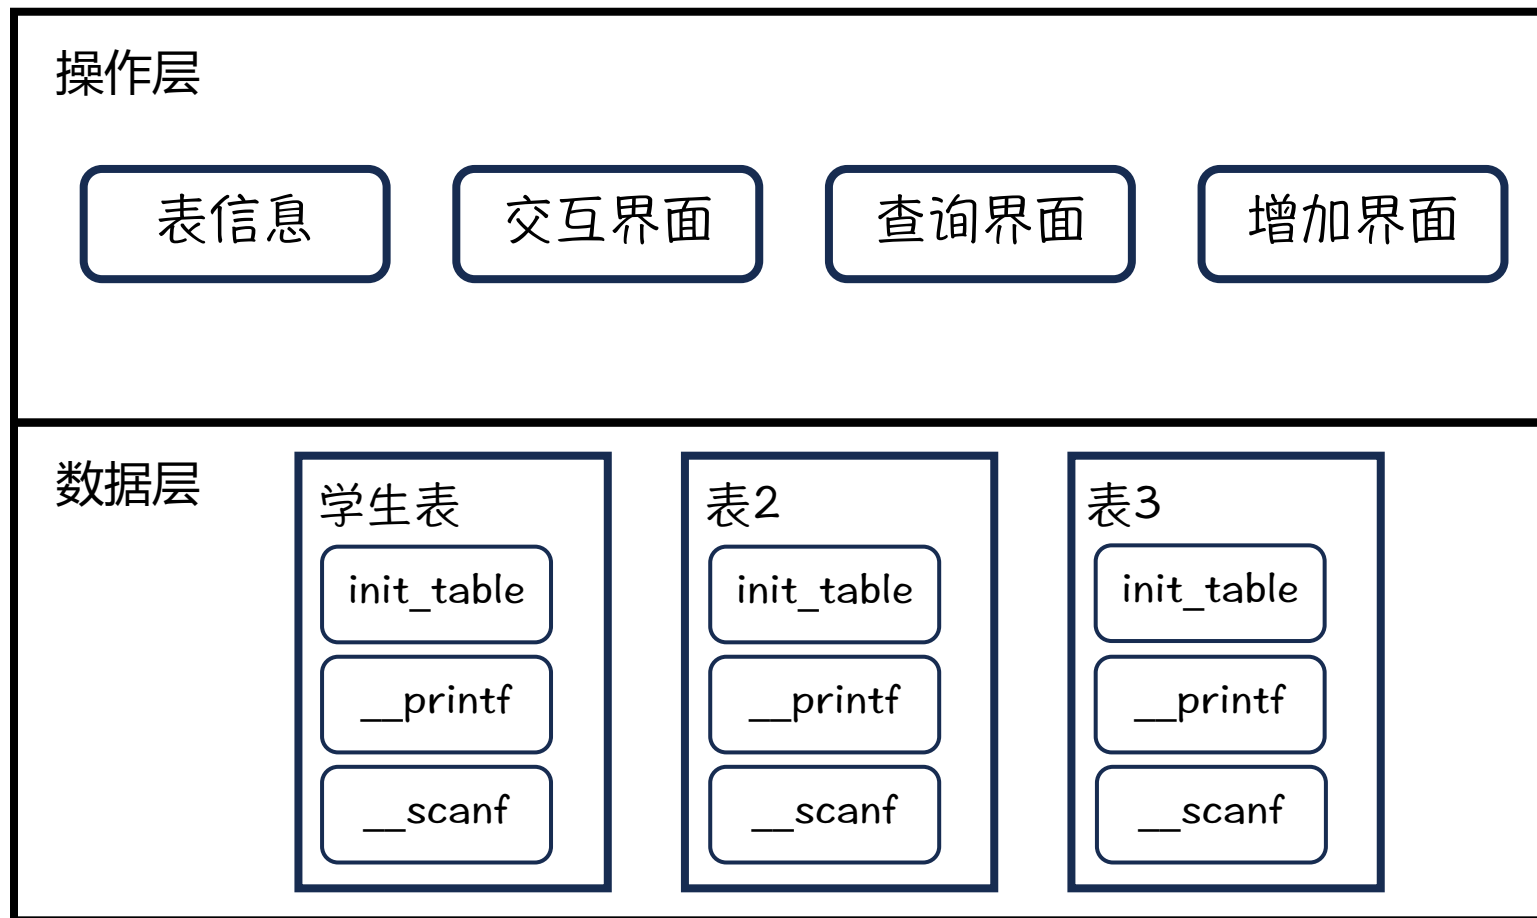 操作层
表信息
交互界面
查询界面
增加界面
数据层
学生表
init_table
__printf
__scanf
表2
init_table
__printf
__scanf
表3
init_table
__printf
__scanf